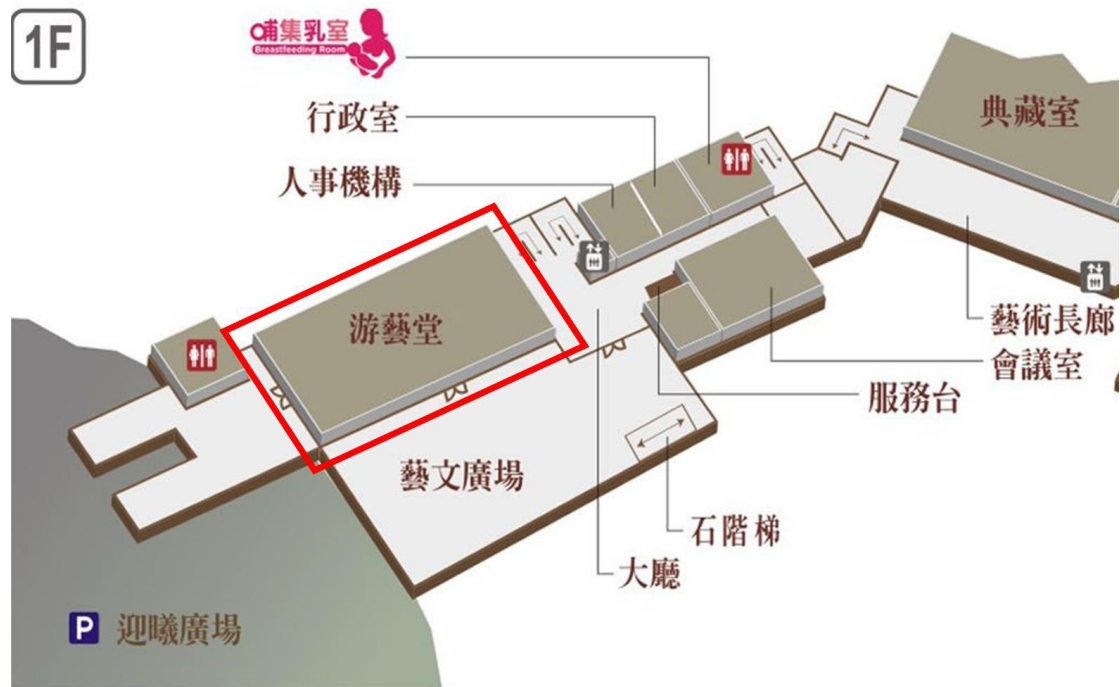 1F
哺集乳室
Breastfeeding Room
行政室
人事機構
典藏室
游藝堂
藝術長廊
會議室
服務台
藝文廣場
石階梯
大廳
P 迎曦廣場